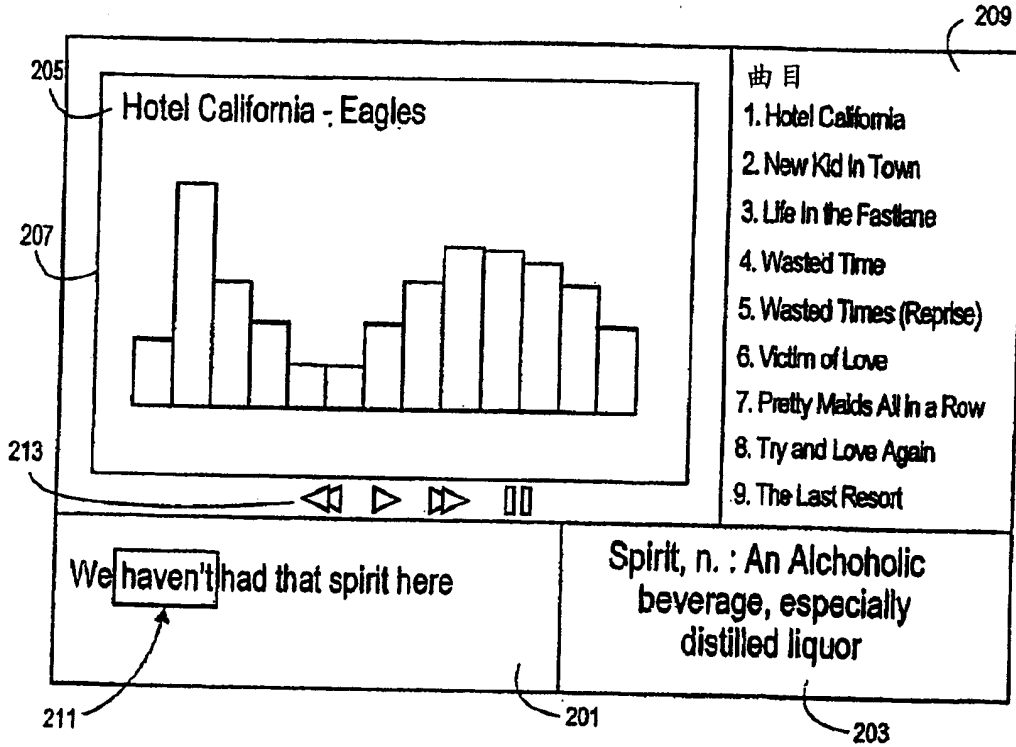 209
205
Hotel California - Eagles
207
213
曲目
1. Hotel California
2. New Kid In Town
3. Life In the Fastlane
4. Wasted Time
5. Wasted Times (Reprise)
6. Victim of Love
7. Pretty Maids All in a Row
8. Try and Love Again
9. The Last Resort
We haven't had that spirit here
Spirit, n. : An Alchoholic
beverage, especially
distilled liquor
211
201
203